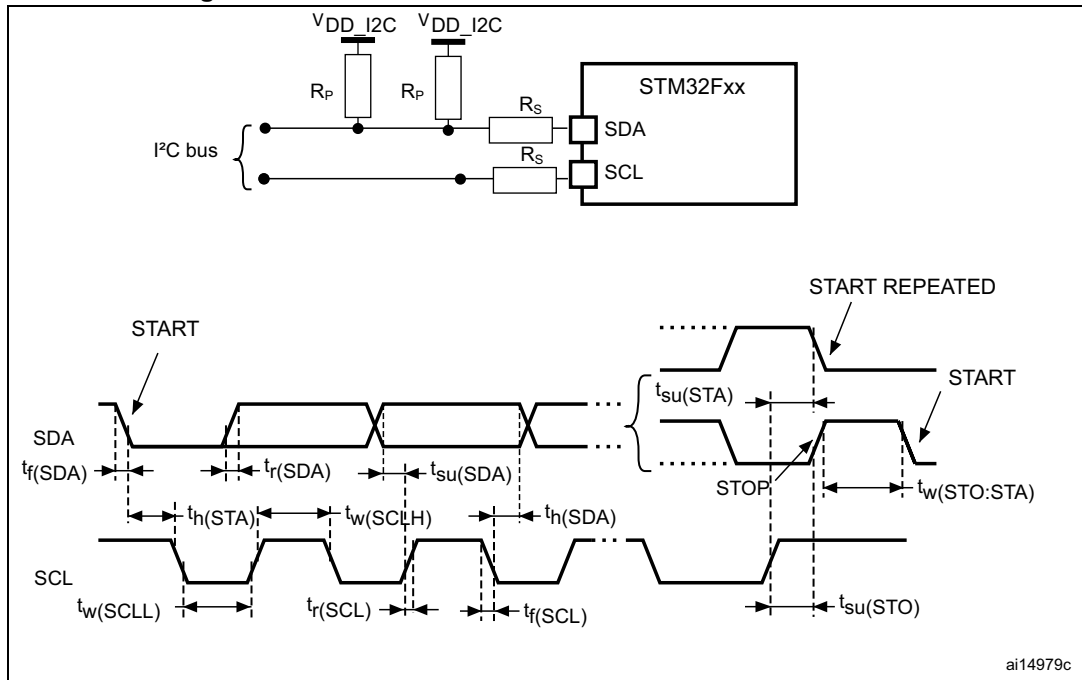 VDD_I2C VDD_I2C
STM32Fxx
RP RP RS
SDA
I²C bus
RS
SCL
START REPEATED
START
START
tsu(STA)
SDA
tf(SDA) tr(SDA) tsu(SDA)
STOP
tw(STO:STA)
th(STA) tw(SCLH) th(SDA)
SCL
tw(SCLL) tr(SCL) tf(SCL) tsu(STO)
ai14979c